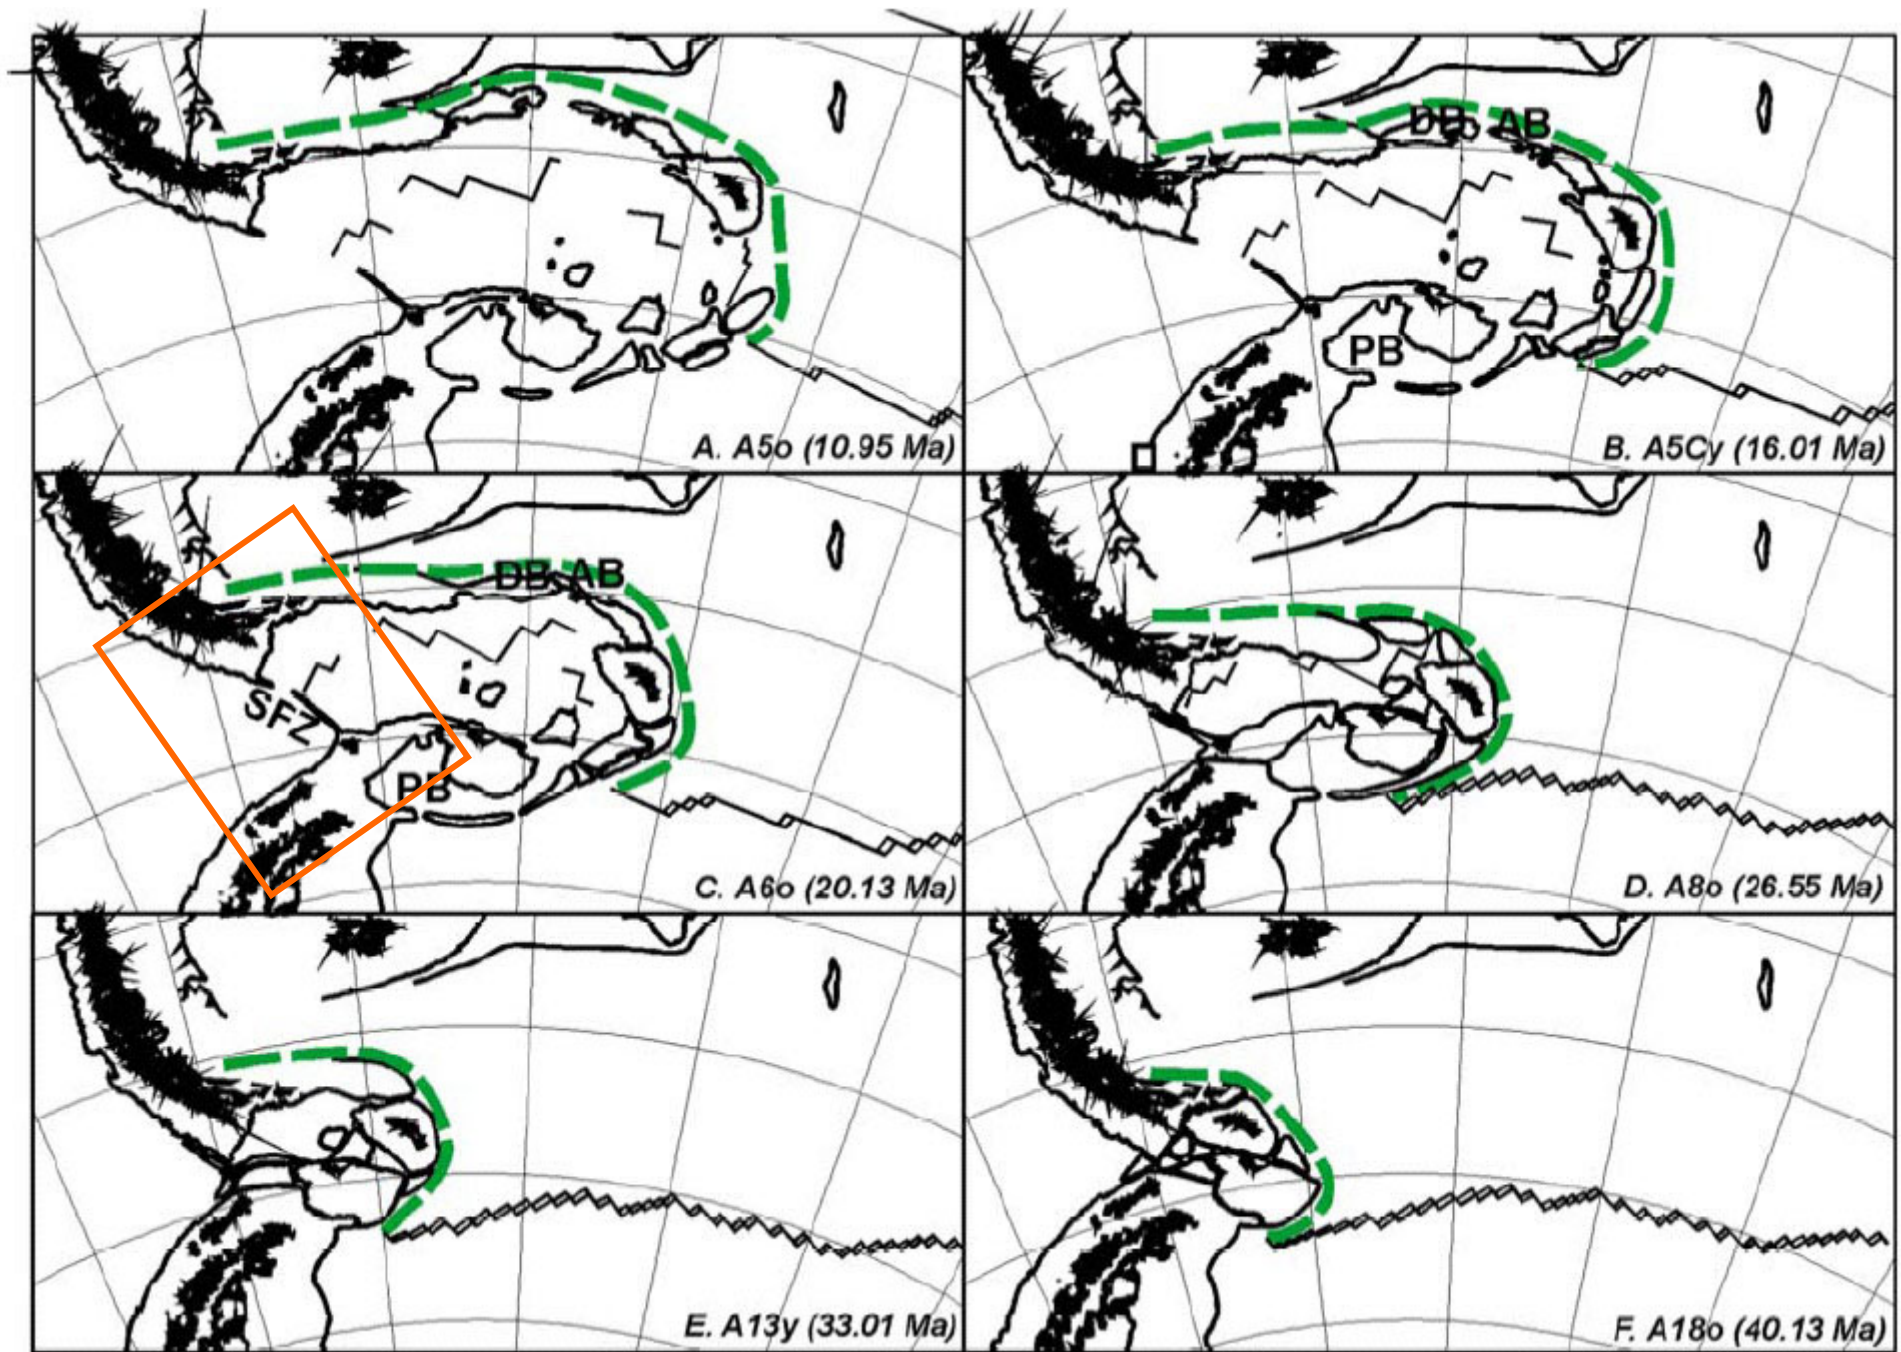 DB AB
PB
A. A5o (10.95 Ma)
B. A5Cy (16.01 Ma)
DB AB
SFZ
PB
C. A6o (20.13 Ma)
D. A8o (26.55 Ma)
E. A13y (33.01 Ma)
F. A18o (40.13 Ma)